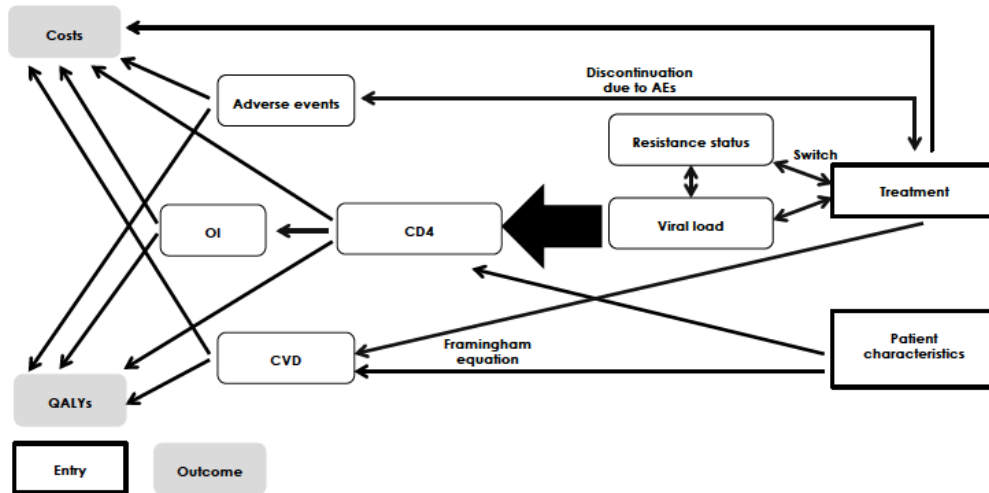 Costs
Discontinuation
due to AEs
Adverse events
Resistance status
Switch
Treatment
OI
CD4
Viral load
Framingham
equation
Patient
characteristics
CVD
QALYs
Entry
Outcome